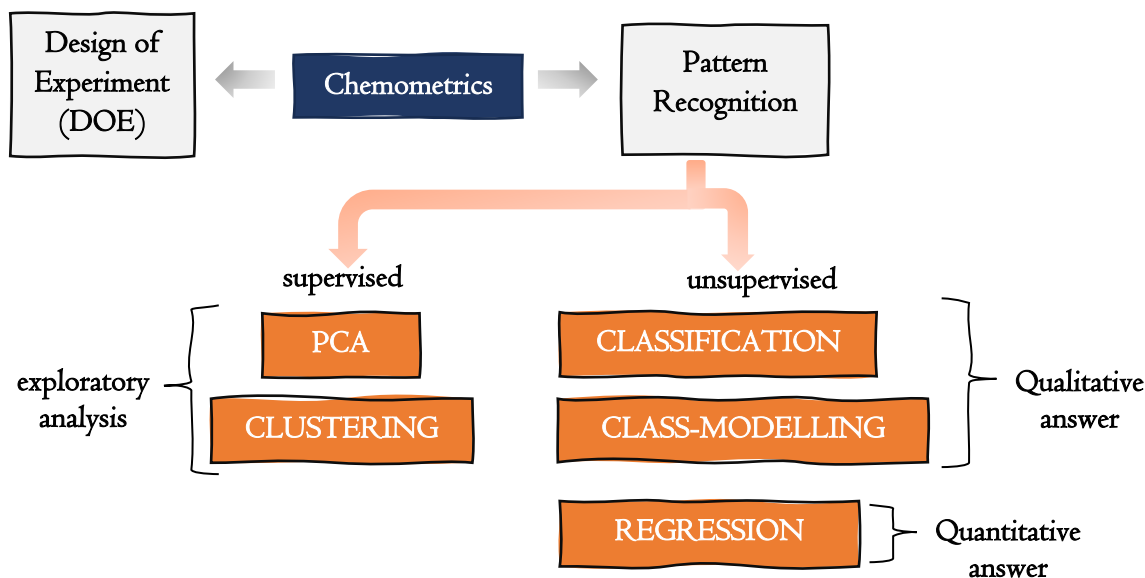 Design of
Experiment
(DOE)
Chemometrics
Pattern
Recognition
supervised
unsupervised
PCA
CLASSIFICATION
exploratory
analysis
Qualitative
answer
CLUSTERING
CLASS-MODELLING
REGRESSION
Quantitative
answer